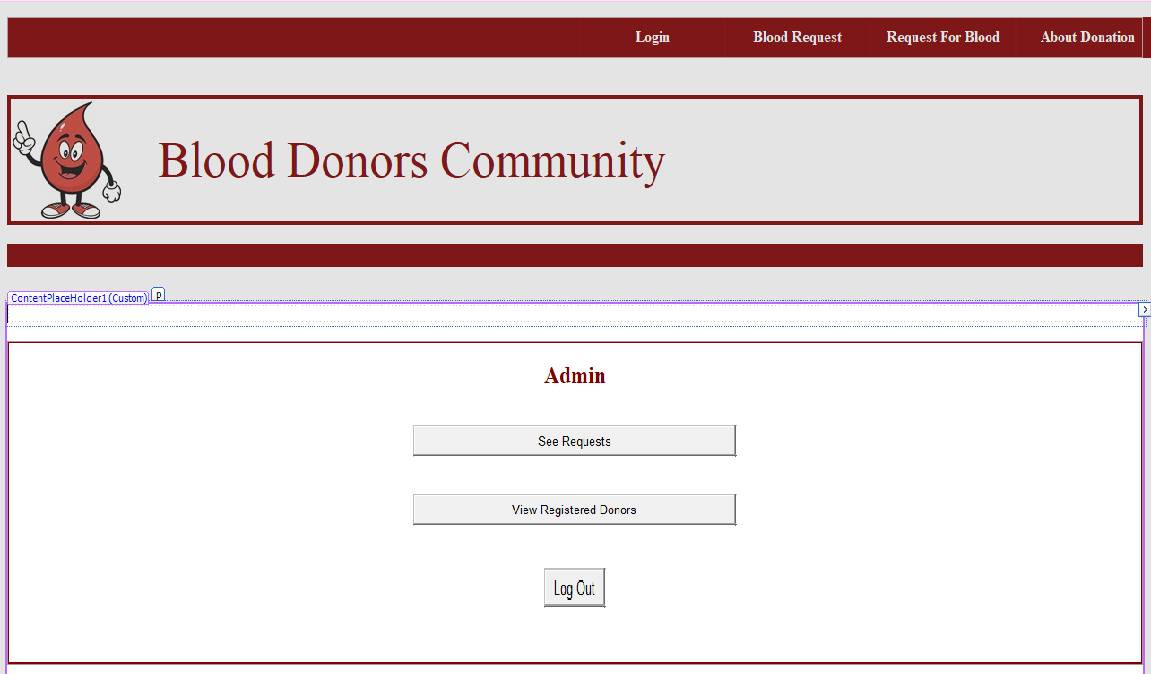 Login Blood Request Request For Blood About Donation
Blood Donors Community
ContentPlaceHolder1(Custom) p
Admin
See Requests
View Registered Donors
Log Out